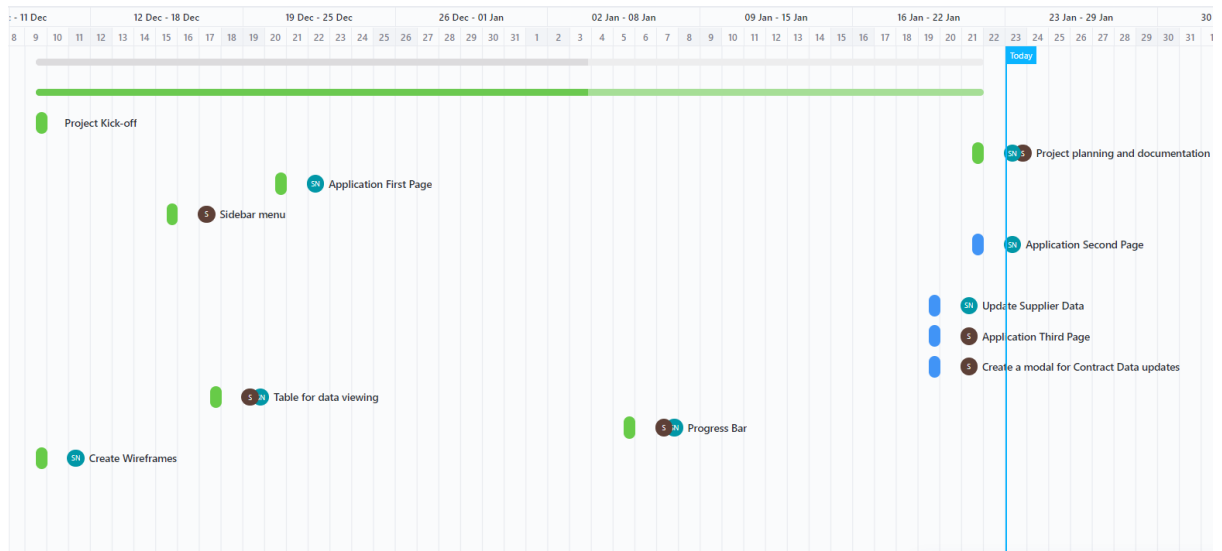 : - 11 Dec 12 Dec - 18 Dec 19 Dec - 25 Dec 26 Dec - 01 Jan 02 Jan - 08 Jan 09 Jan - 15 Jan 16 Jan - 22 Jan 23 Jan - 29 Jan 30
8 9 10 11 12 13 14 15 16 17 18 19 20 21 22 23 24 25 26 27 28 29 30 31 1 2 3 4 5 6 7 8 9 10 11 12 13 14 15 16 17 18 19 20 21 22 23 24 25 26 27 28 29 30 31 1
Today
Project Kick-off
SN S Project planning and documentation
SN Application First Page
S Sidebar menu
SN Application Second Page
SN Update Supplier Data
S Application Third Page
S Create a modal for Contract Data updates
S SN Table for data viewing
S SN Progress Bar
SN Create Wireframes